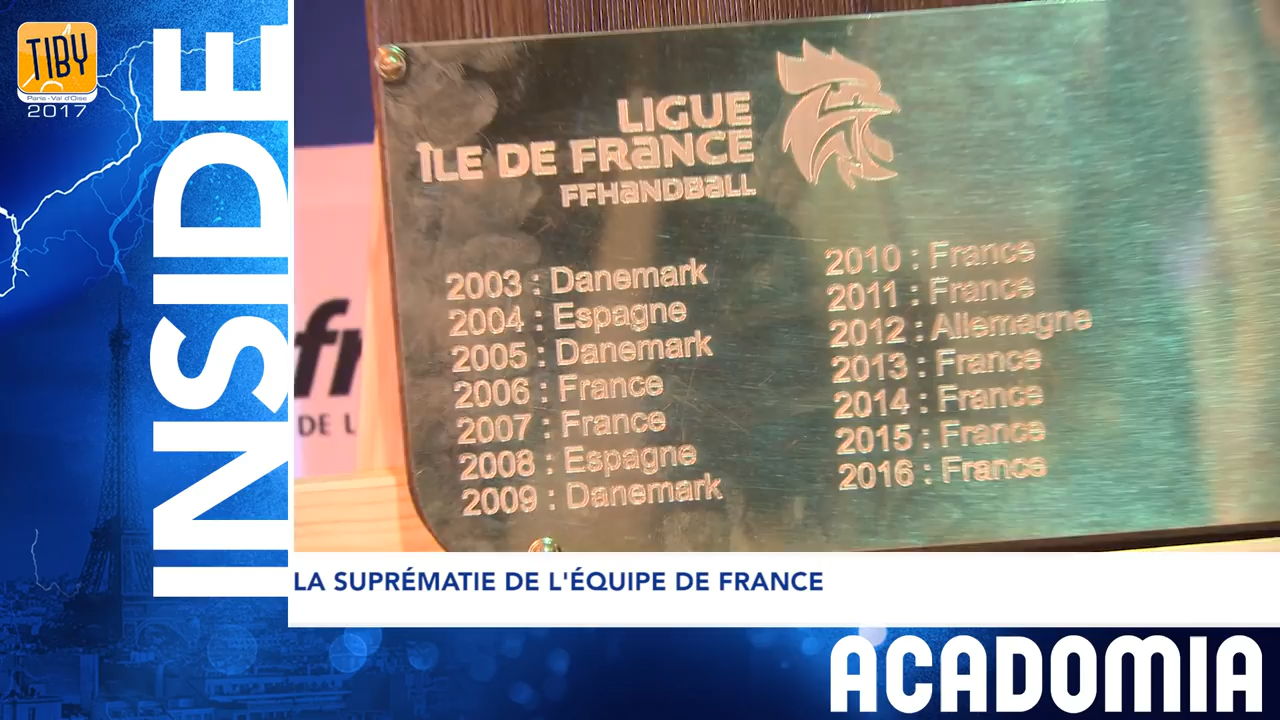 TIBY
Paris - Val d'Oise
2017
INSIDE
LIGUE
ÎLE DE FRANCE
FFHANDBALL
2003 : Danemark
2004 : Espagne
2005 : Danemark
2006 : France
2007 : France
2008 : Espagne
2009 : Danemark
2010 : France
2011 : France
2012 : Allemagne
2013 : France
2014 : France
2015 : France
2016 : France
fr
DE L
LA SUPRÉMATIE DE L'ÉQUIPE DE FRANCE
ACADOMIA